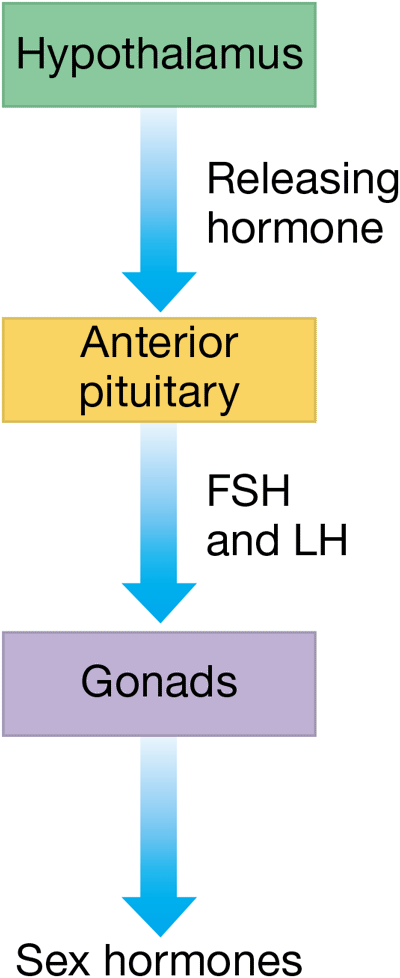 Hypothalamus
Releasing
hormone
Anterior
pituitary
FSH
and LH
Gonads
Sex hormones